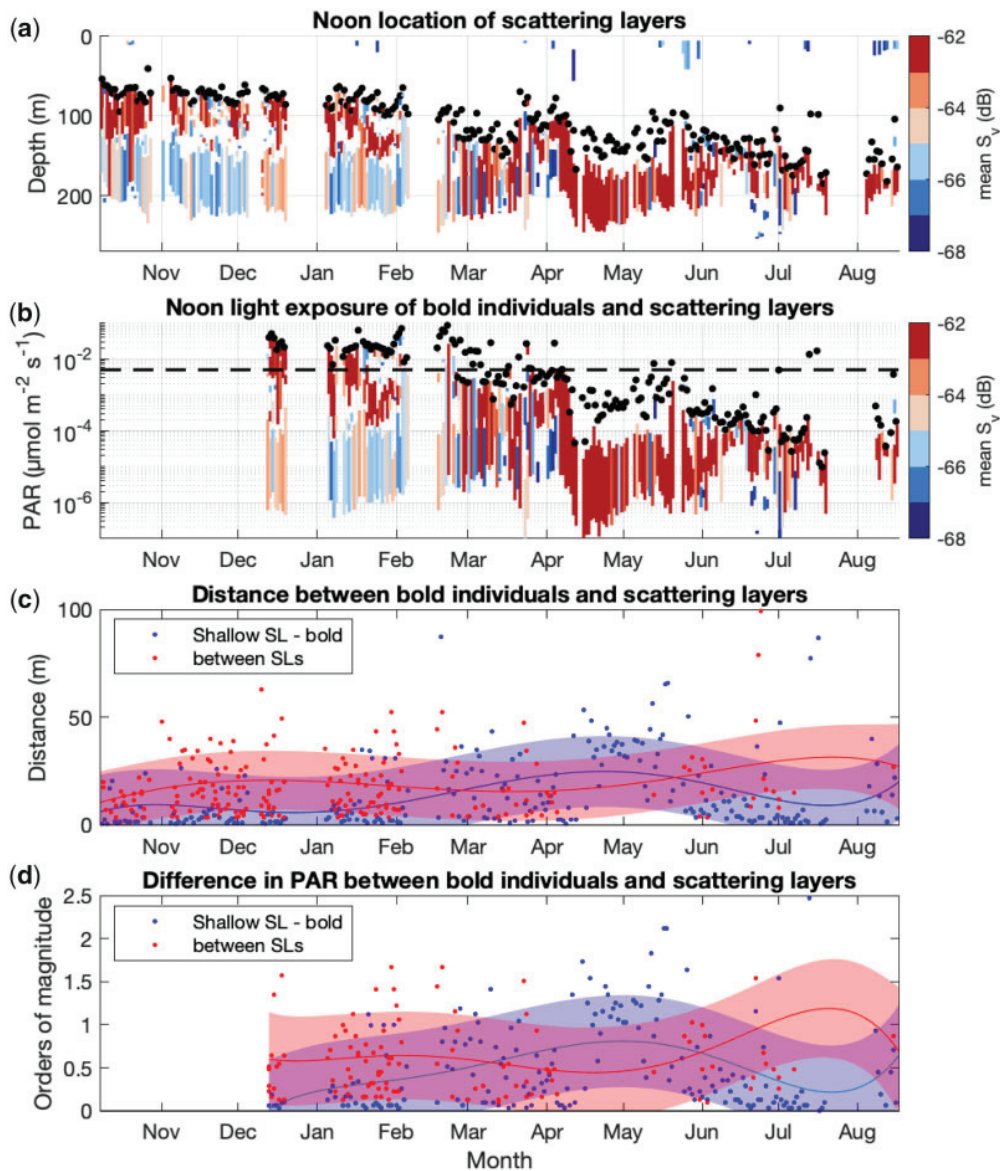 (a) Noon location of scattering layers
0
100
200
Depth (m)
Nov Dec Jan Feb Mar Apr May Jun Jul Aug
-62
-64
-66
-68
mean Sv (dB)
(b) Noon light exposure of bold individuals and scattering layers
10-2
10-4
10-6
PAR (µmol m-2 s-1)
Nov Dec Jan Feb Mar Apr May Jun Jul Aug
-62
-64
-66
-68
mean Sv (dB)
(c) Distance between bold individuals and scattering layers
100
50
0
Distance (m)
Shallow SL - bold
between SLs
Nov Dec Jan Feb Mar Apr May Jun Jul Aug
(d) Difference in PAR between bold individuals and scattering layers
2.5
2
1.5
1
0.5
0
Orders of magnitude
Shallow SL - bold
between SLs
Nov Dec Jan Feb Mar Apr May Jun Jul Aug
Month